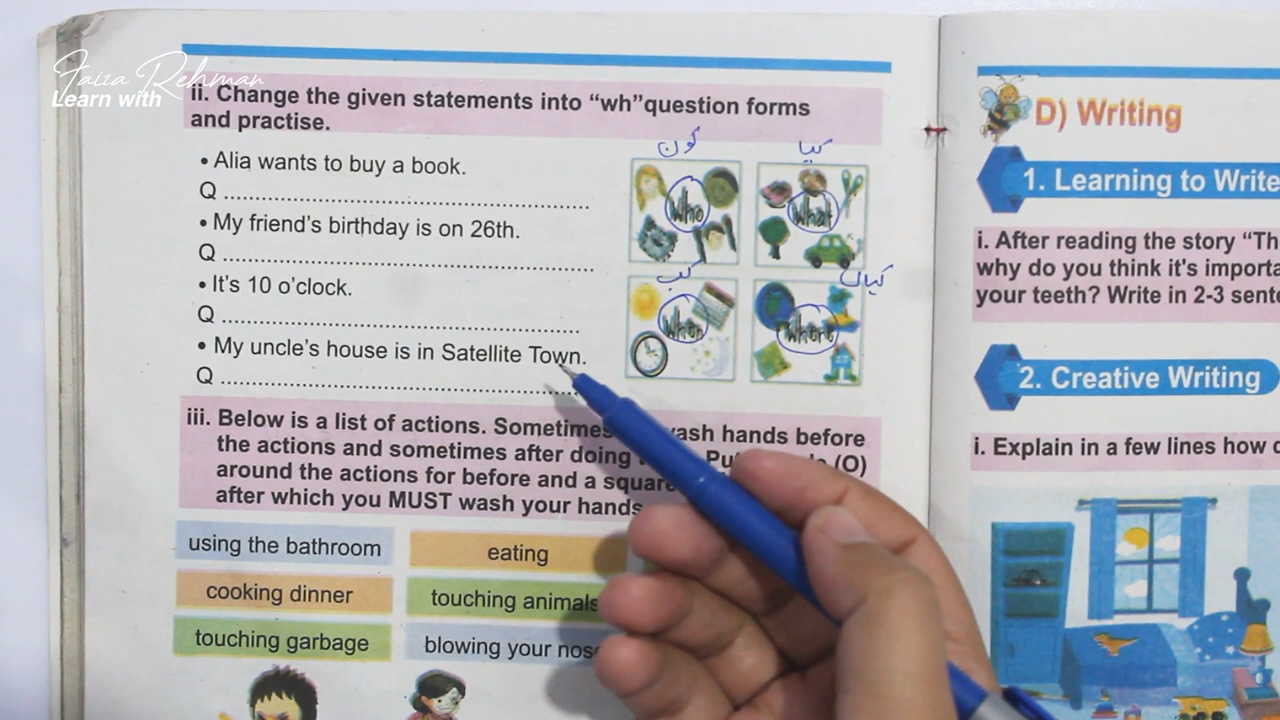 Faiza Rehman
Learn with
ii. Change the given statements into “wh”question forms
and practise.
• Alia wants to buy a book.
Q ............................................................
• My friend’s birthday is on 26th.
Q ............................................................
• It’s 10 o’clock.
Q ............................................................
• My uncle’s house is in Satellite Town.
Q ............................................................
کون
کیا
Who
What
کب
کہاں
When
Where
iii. Below is a list of actions. Sometimes wash hands before
the actions and sometimes after doing (O)
around the actions for before and a square
after which you MUST wash your hands
using the bathroom
eating
cooking dinner
touching animals
touching garbage
blowing your nose
D) Writing
1. Learning to Write
i. After reading the story “Th
why do you think it's importa
your teeth? Write in 2-3 sent
2. Creative Writing
i. Explain in a few lines how